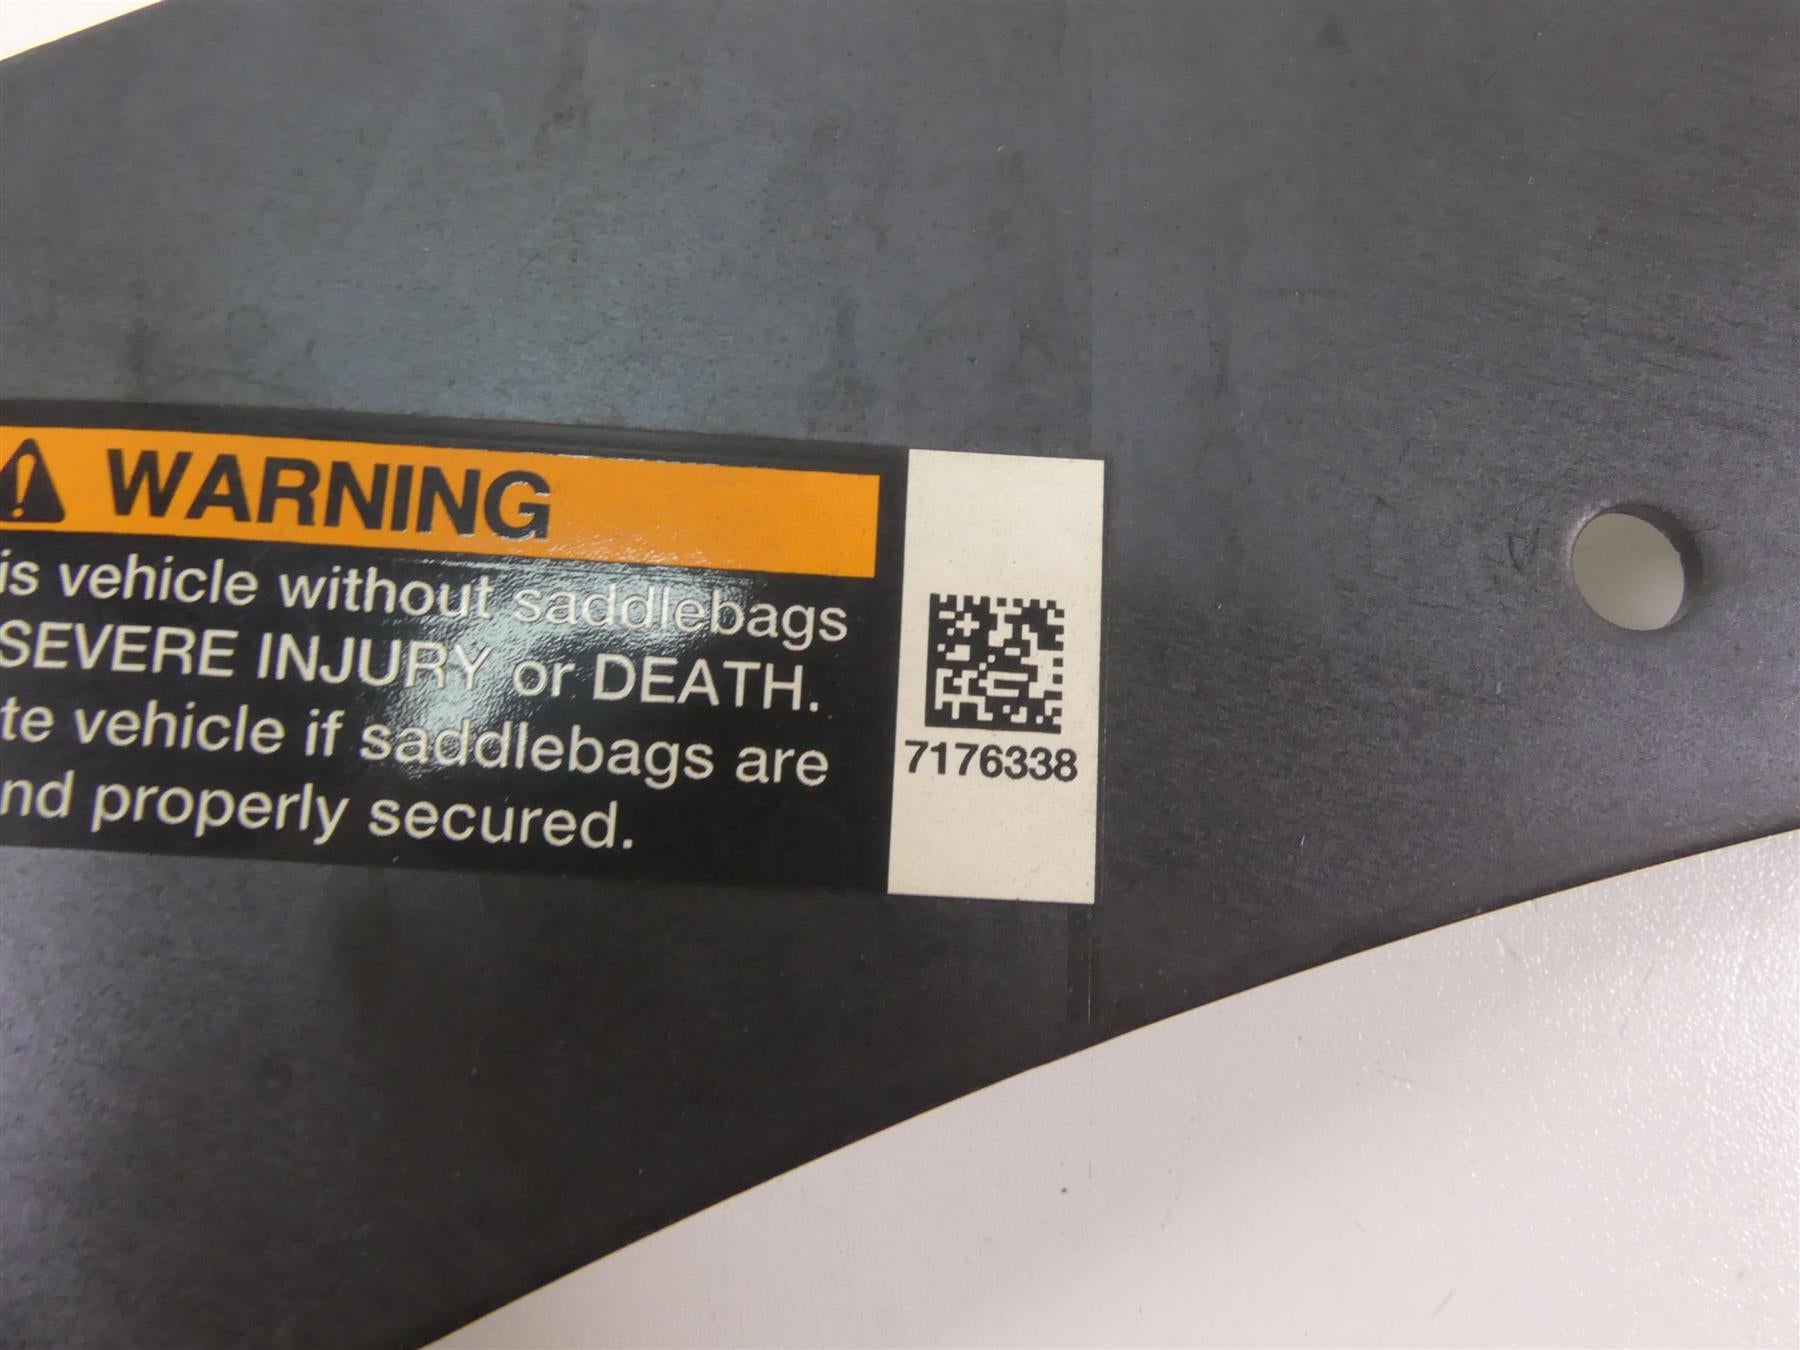 WARNING
is vehicle without saddlebags
SEVERE INJURY or DEATH.
te vehicle if saddlebags are
nd properly secured.
7176338